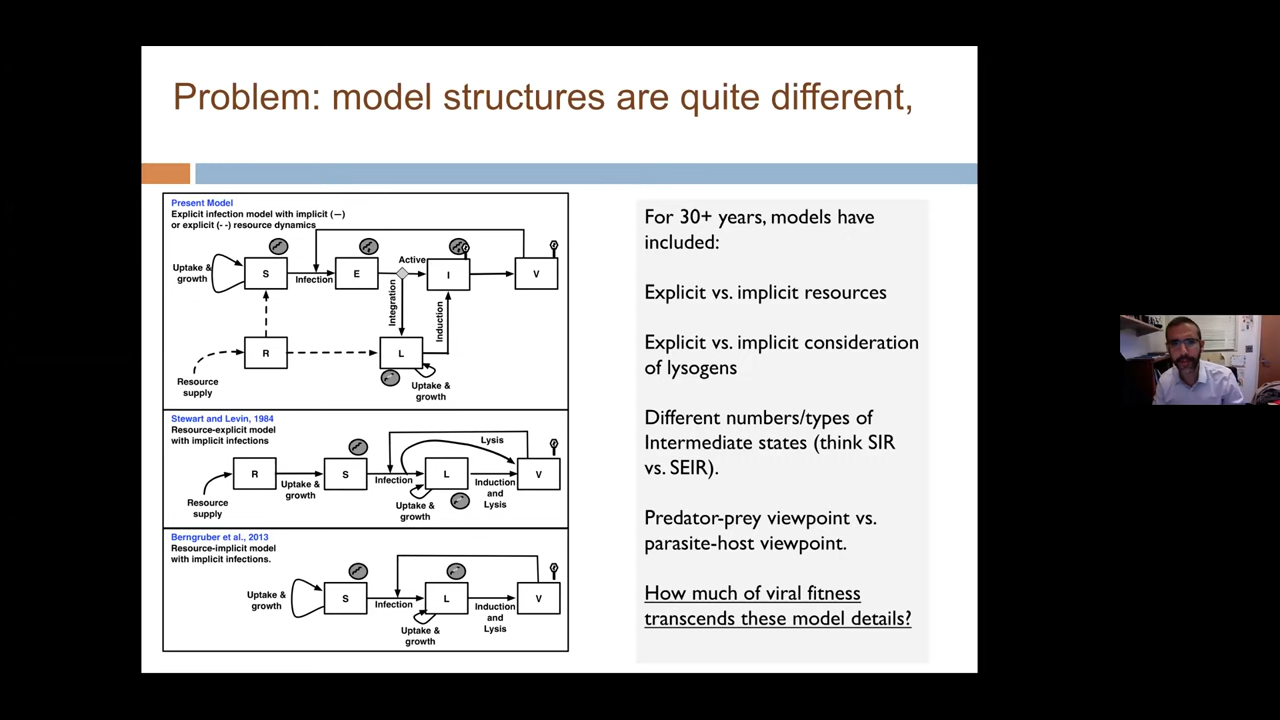 Problem: model structures are quite different,
Present Model
Explicit infection model with implicit (—)
or explicit (- -) resource dynamics
Uptake &
growth
S
Infection
E
Active
I
V
Integration
Induction
R
L
Resource
supply
Uptake &
growth
Stewart and Levin, 1984
Resource-explicit model
with implicit infections
Lysis
R
S
L
V
Uptake &
growth
Infection
Induction
and
Lysis
Uptake &
growth
Resource
supply
Berngruber et al., 2013
Resource-implicit model
with implicit infections.
Uptake &
growth
S
Infection
L
V
Induction
and
Lysis
Uptake &
growth
For 30+ years, models have
included:
Explicit vs. implicit resources
Explicit vs. implicit consideration
of lysogens
Different numbers/types of
Intermediate states (think SIR
vs. SEIR).
Predator-prey viewpoint vs.
parasite-host viewpoint.
How much of viral fitness
transcends these model details?